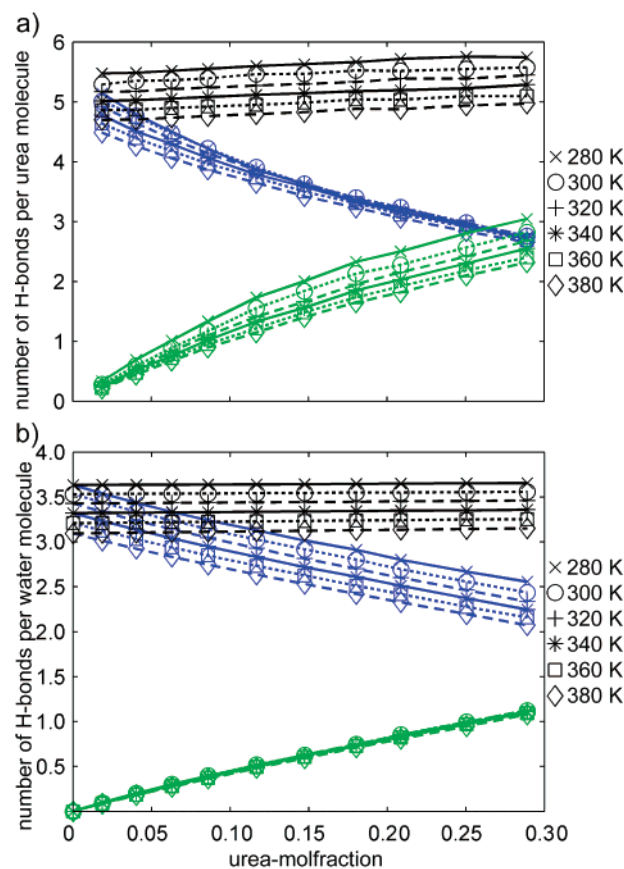 a)
number of H-bonds per urea molecule
6
5
4
3
2
1
0
280 K
300 K
320 K
340 K
360 K
380 K
b)
number of H-bonds per water molecule
4.0
3.5
3.0
2.5
2.0
1.0
0.5
280 K
300 K
320 K
340 K
360 K
380 K
0
0.05
0.10
0.15
0.20
0.25
0.30
urea-molfraction